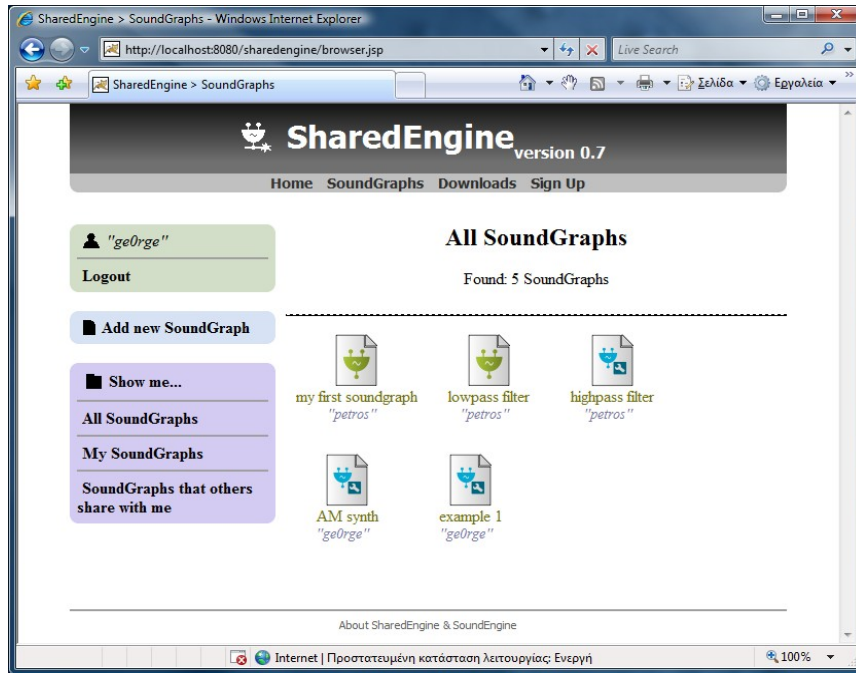 SharedEngine > SoundGraphs - Windows Internet Explorer
http://localhost:8080/sharedengine/browser.jsp
Live Search
SharedEngine > SoundGraphs
Σελίδα
Εργαλεία
SharedEngine version 0.7
Home SoundGraphs Downloads Sign Up
"ge0rge"
Logout
Add new SoundGraph
Show me...
All SoundGraphs
My SoundGraphs
SoundGraphs that others
share with me
All SoundGraphs
Found: 5 SoundGraphs
my first soundgraph
"petros"
lowpass filter
"petros"
highpass filter
"petros"
AM synth
"ge0rge"
example 1
"ge0rge"
About SharedEngine & SoundEngine
Internet | Προστατευμένη κατάσταση λειτουργίας: Ενεργή
100%